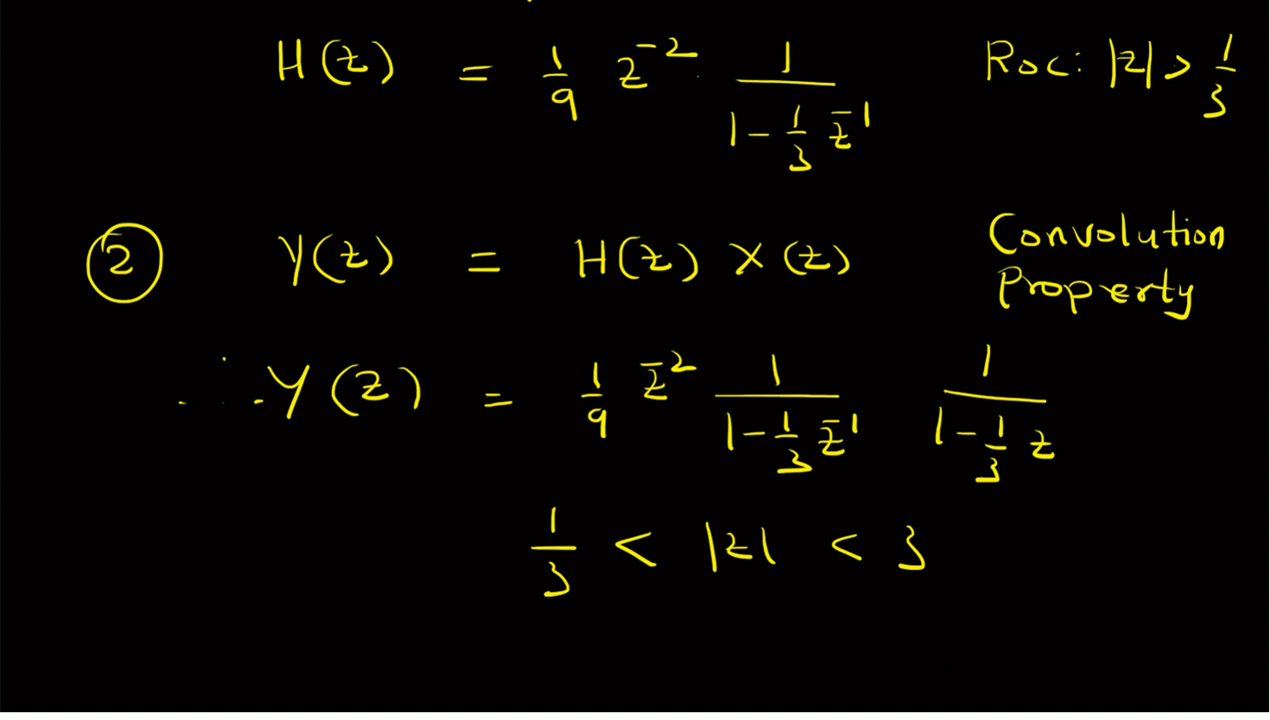 H(z) = 1/9 z^-2 1/(1 - 1/3 z^-1) Roc: |z| > 1/3
② Y(z) = H(z) X(z) Convolution Property
∴ Y(z) = 1/9 z^-2 1/(1 - 1/3 z^-1) 1/(1 - 1/3 z)
1/3 < |z| < 3